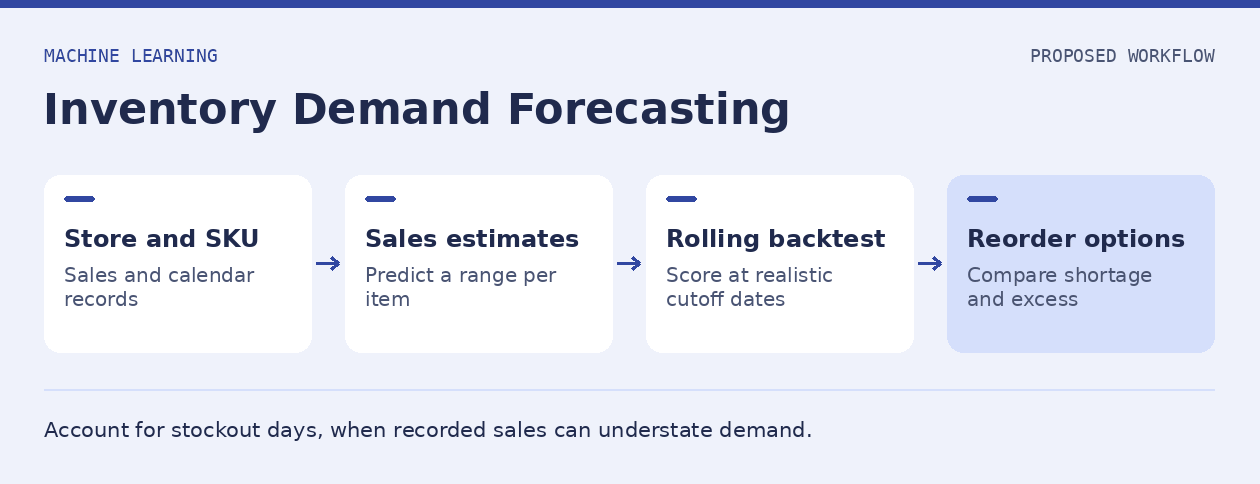 MACHINE LEARNING
PROPOSED WORKFLOW
Inventory Demand Forecasting
Store and SKU
Sales and calendar
records
Sales estimates
Predict a range per
item
Rolling backtest
Score at realistic
cutoff dates
Reorder options
Compare shortage
and excess
Account for stockout days, when recorded sales can understate demand.